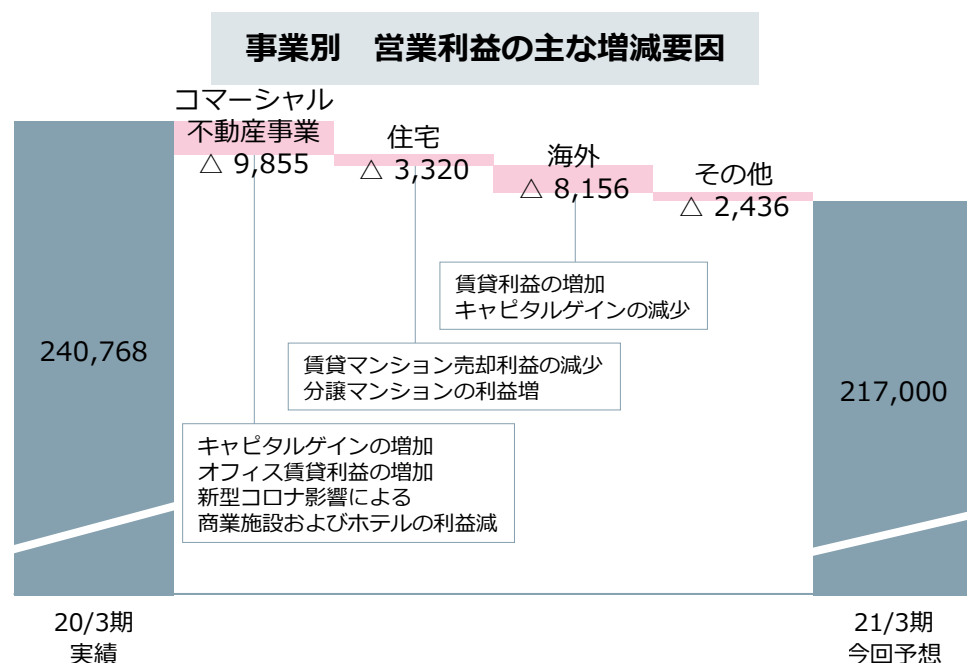 事業別　営業利益の主な増減要因
コマーシャル
不動産事業
△ 9,855
住宅
△ 3,320
海外
△ 8,156
その他
△ 2,436
賃貸利益の増加
キャピタルゲインの減少
240,768
賃貸マンション売却利益の減少
分譲マンションの利益増
217,000
キャピタルゲインの増加
オフィス賃貸利益の増加
新型コロナ影響による
商業施設およびホテルの利益減
20/3期
実績
21/3期
今回予想